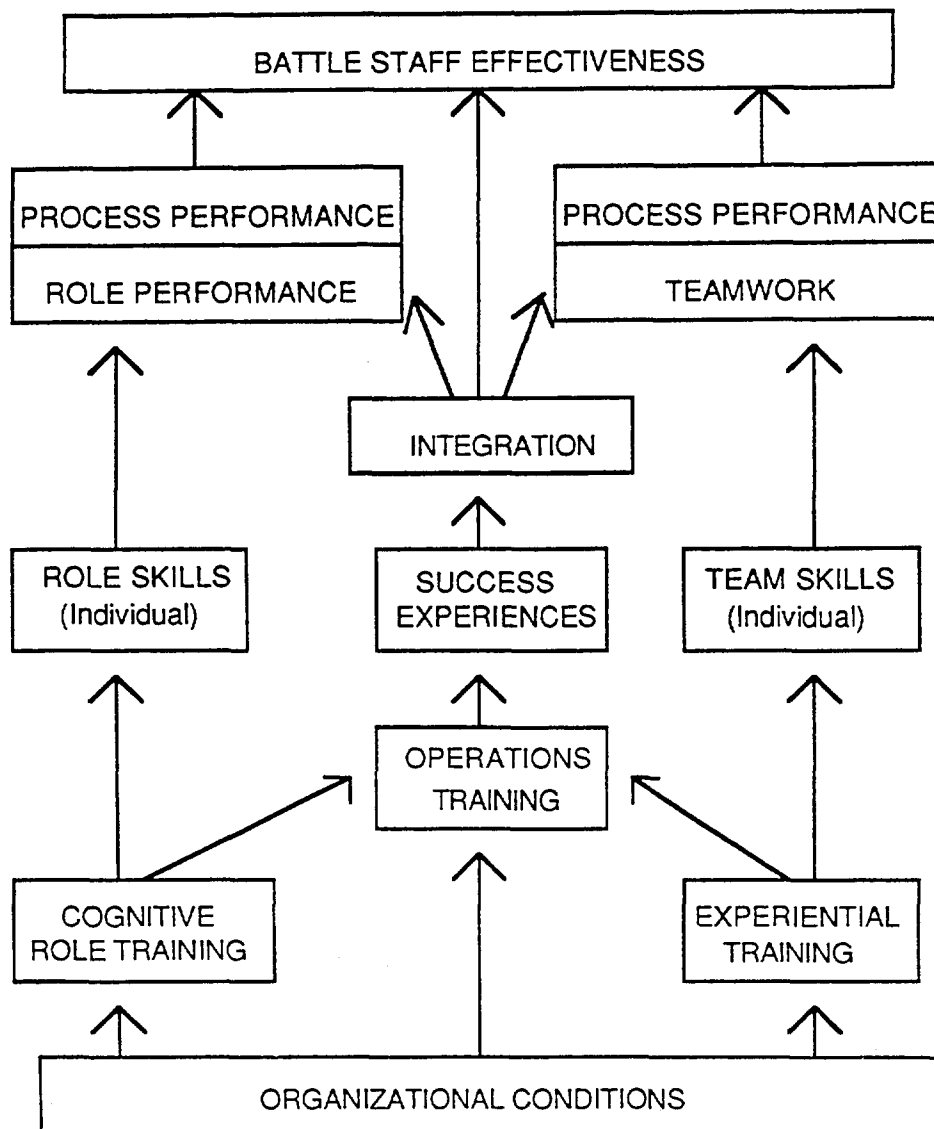 BATTLE STAFF EFFECTIVENESS
PROCESS PERFORMANCE
ROLE PERFORMANCE
PROCESS PERFORMANCE
TEAMWORK
INTEGRATION
ROLE SKILLS
(Individual)
SUCCESS
EXPERIENCES
TEAM SKILLS
(Individual)
OPERATIONS
TRAINING
COGNITIVE
ROLE TRAINING
EXPERIENTIAL
TRAINING
ORGANIZATIONAL CONDITIONS